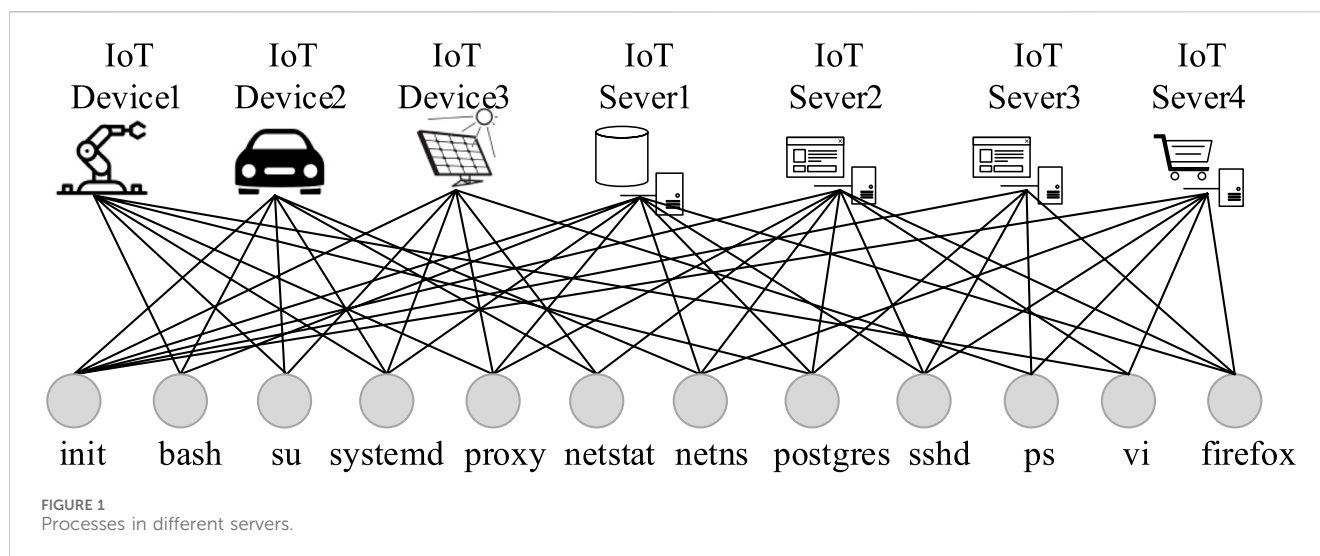 IoT
Device1
IoT
Device2
IoT
Device3
IoT
Sever1
IoT
Sever2
IoT
Sever3
IoT
Sever4
init bash su systemd proxy netstat netns postgres sshd ps vi firefox
FIGURE 1
Processes in different servers.